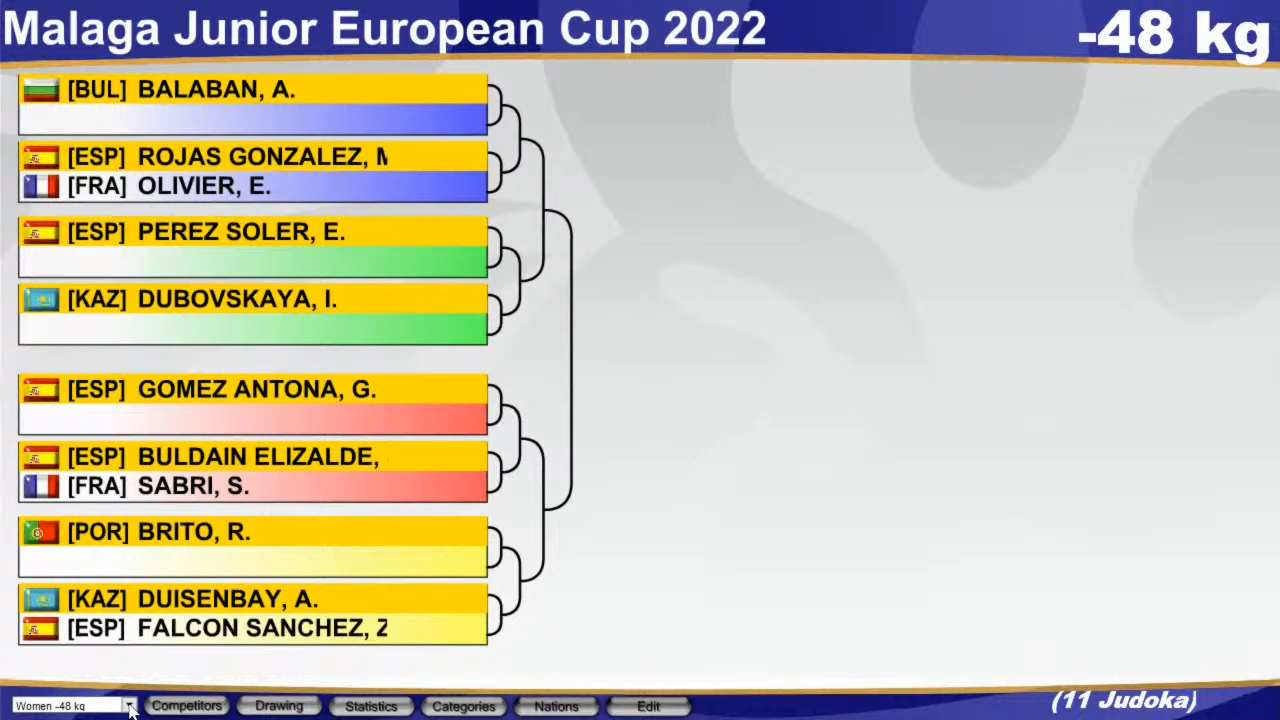 Malaga Junior European Cup 2022
-48 kg
[BUL] BALABAN, A.
[ESP] ROJAS GONZALEZ, M
[FRA] OLIVIER, E.
[ESP] PEREZ SOLER, E.
[KAZ] DUBOVSKAYA, I.
[ESP] GOMEZ ANTONA, G.
[ESP] BULDAIN ELIZALDE,
[FRA] SABRI, S.
[POR] BRITO, R.
[KAZ] DUISENBAY, A.
[ESP] FALCON SANCHEZ, Z
(11 Judoka)
Women -48 kg Competitors Drawing Statistics Categories Nations Edit